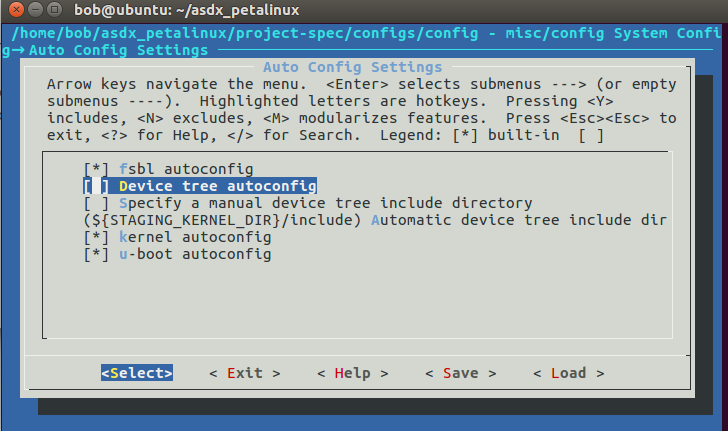 bob@ubuntu: ~/asdx_petalinux
/home/bob/asdx_petalinux/project-spec/configs/config - misc/config System Confi
g→Auto Config Settings
Auto Config Settings
Arrow keys navigate the menu.  <Enter> selects submenus ---> (or empty
submenus ----).  Highlighted letters are hotkeys.  Pressing <Y>
includes, <N> excludes, <M> modularizes features.  Press <Esc><Esc> to
exit, <?> for Help, </> for Search.  Legend: [*] built-in  [ ]
[*] fsbl autoconfig
[ ] Device tree autoconfig
[ ] Specify a manual device tree include directory
(${STAGING_KERNEL_DIR}/include) Automatic device tree include dir
[*] kernel autoconfig
[*] u-boot autoconfig
<Select>    < Exit >    < Help >    < Save >    < Load >